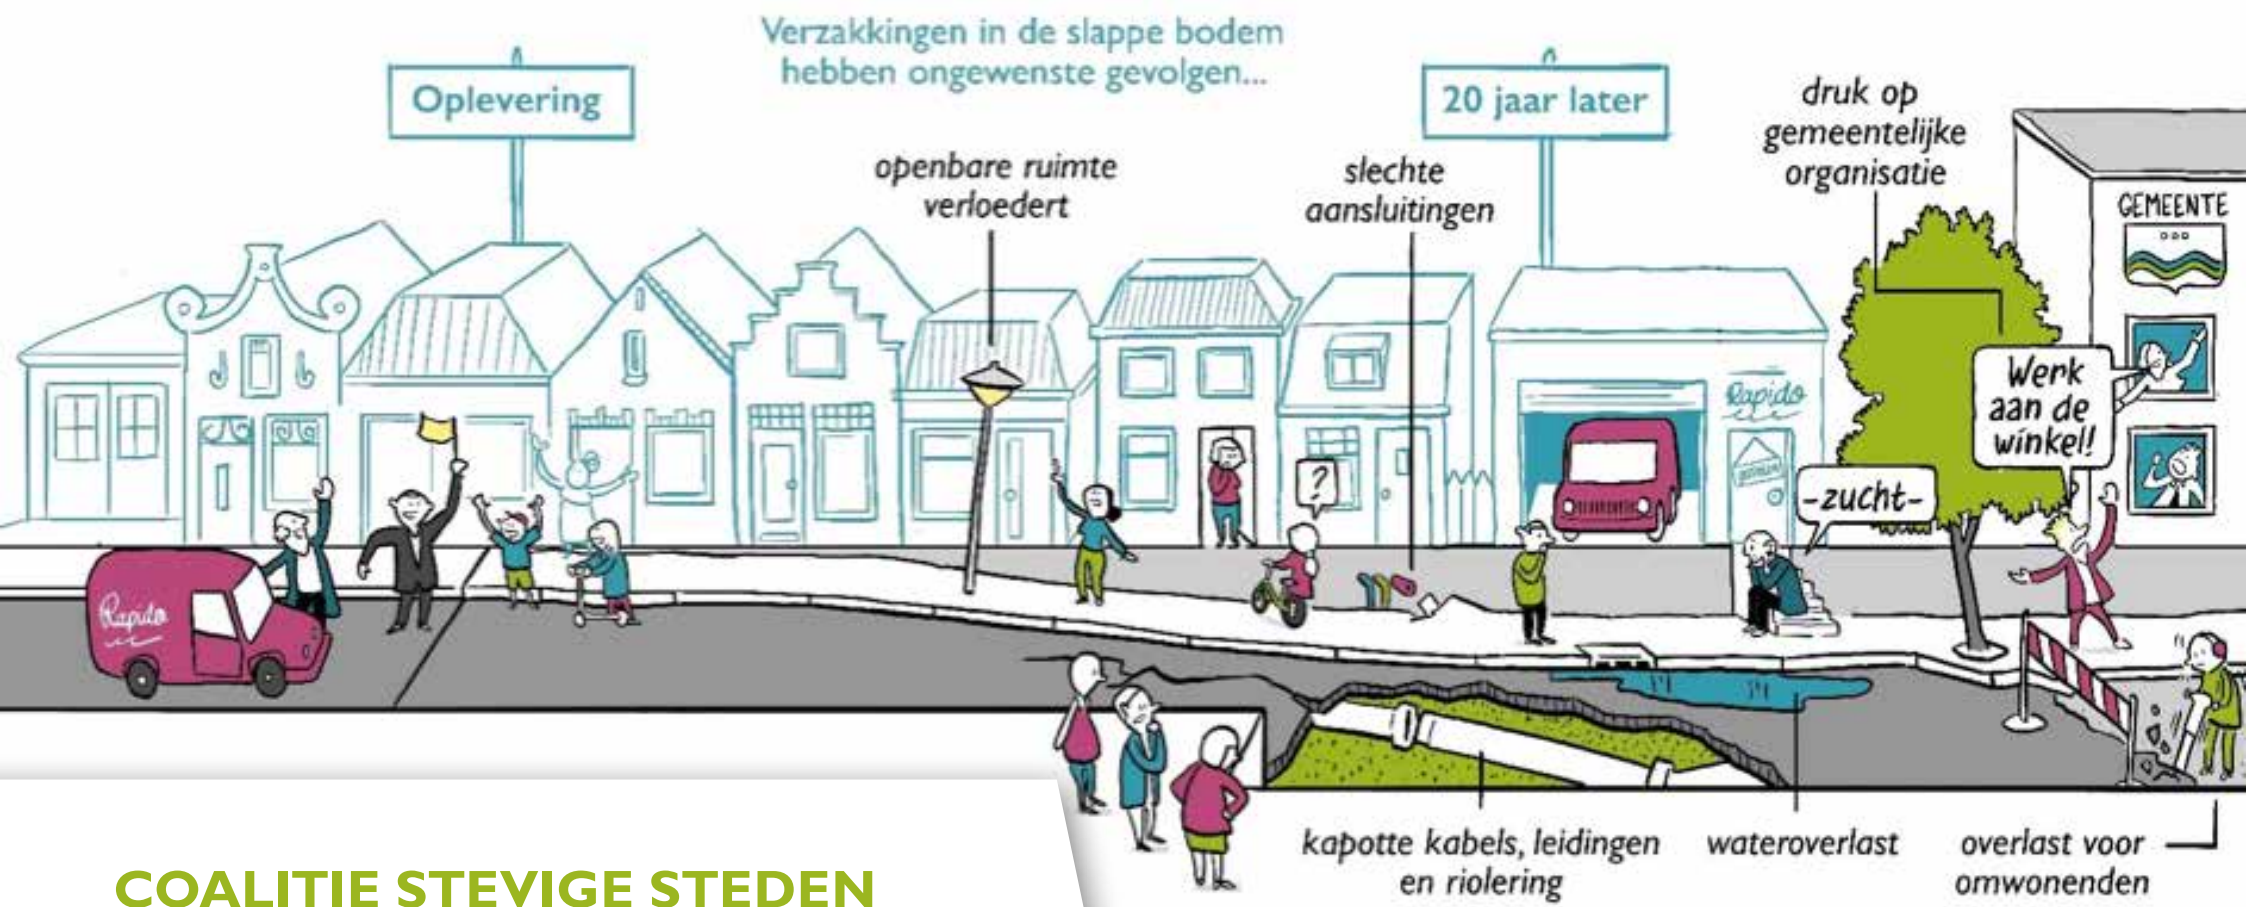 Verzakkingen in de slappe bodem
hebben ongewenste gevolgen...
Oplevering
20 jaar later
openbare ruimte
verloedert
slechte
aansluitingen
druk op
gemeentelijke
organisatie
GEMEENTE
Werk
aan de
winkel!
Rapido
?
-zucht-
Rapido
kapotte kabels, leidingen
en riolering
wateroverlast
overlast voor
omwonenden
COALITIE STEVIGE STEDEN